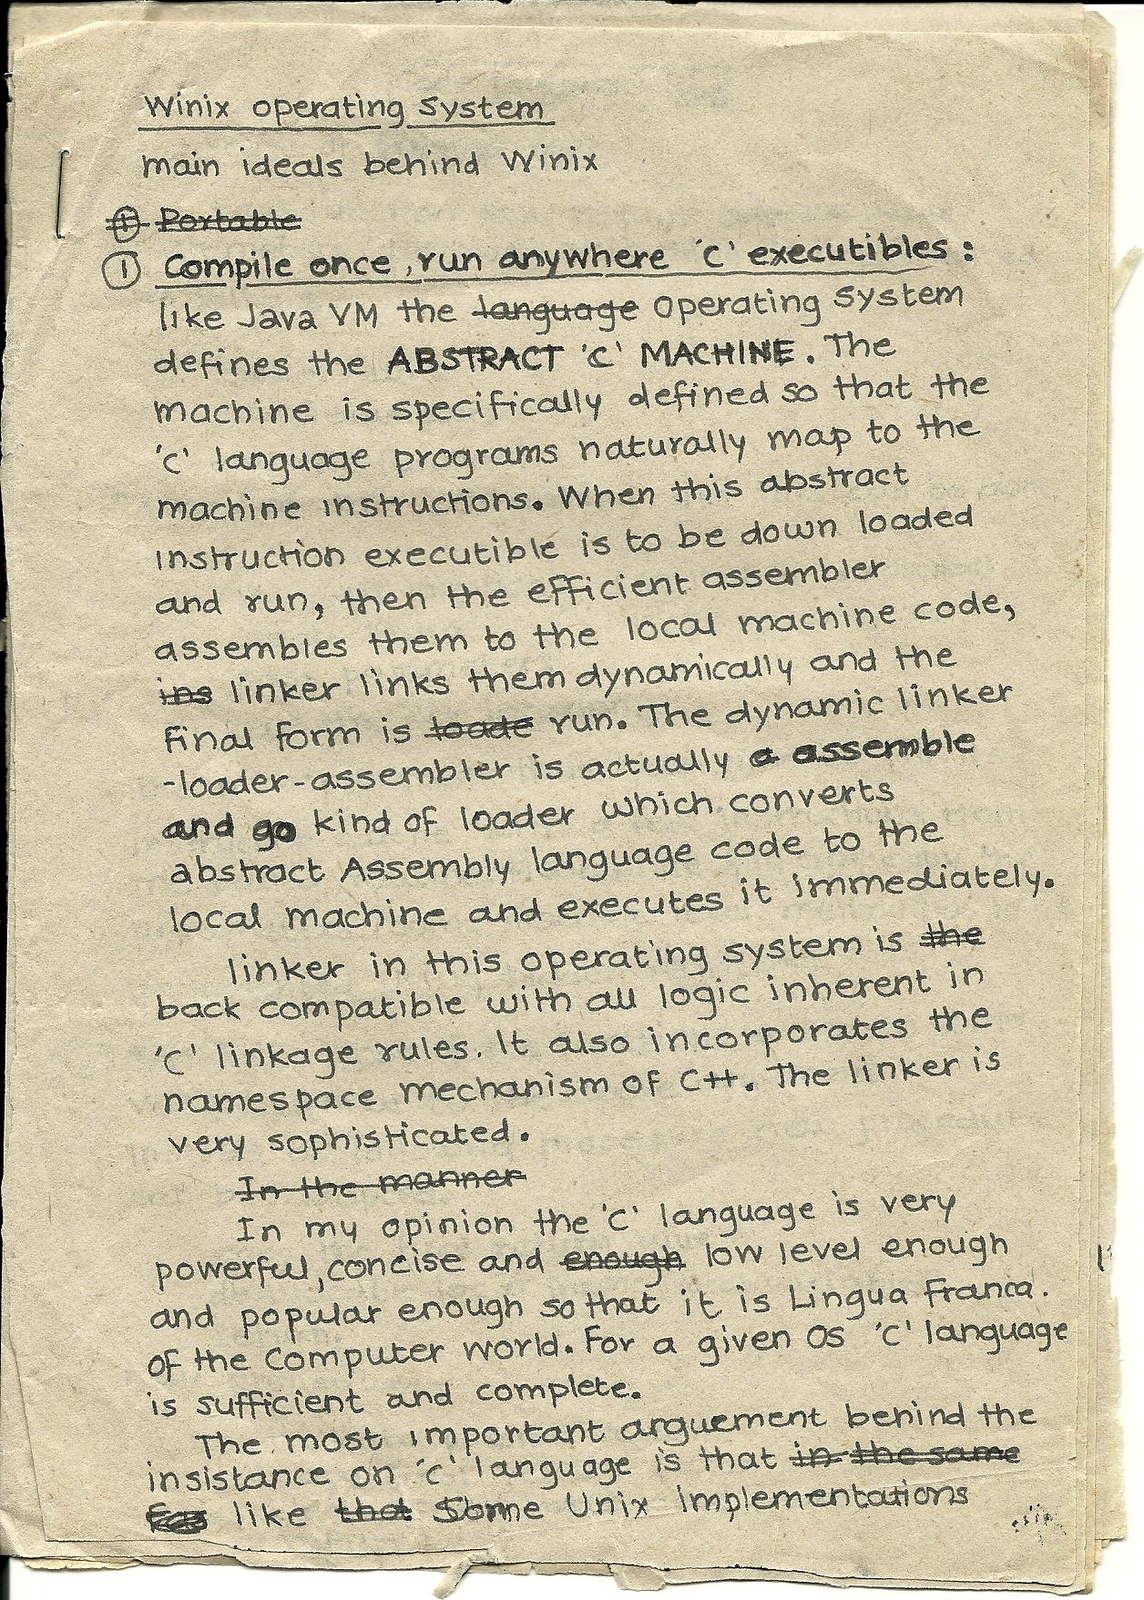 Winix operating System
main ideals behind Winix
① Portable
① Compile once, run anywhere 'C' executibles :
like Java VM the language operating System
defines the ABSTRACT 'C' MACHINE. The
machine is specifically defined so that the
'C' language programs naturally map to the
machine instructions. When this abstract
instruction executible is to be down loaded
and run, then the efficient assembler
assembles them to the local machine code,
ins linker links them dynamically and the
final form is loade run. The dynamic linker
-loader-assembler is actually a assemble
and go kind of loader which converts
abstract Assembly language code to the
local machine and executes it immediately.
linker in this operating system is the
back compatible with all logic inherent in
'C' linkage rules. It also incorporates the
namespace mechanism of C++. The linker is
very sophisticated.
In the manner
In my opinion the 'C' language is very
powerful, concise and enough low level enough
and popular enough so that it is Lingua Franca.
of the Computer world. For a given OS 'C' language
is sufficient and complete.
The most important arguement behind the
insistance on 'C' language is that in the same
like that Some Unix implementations